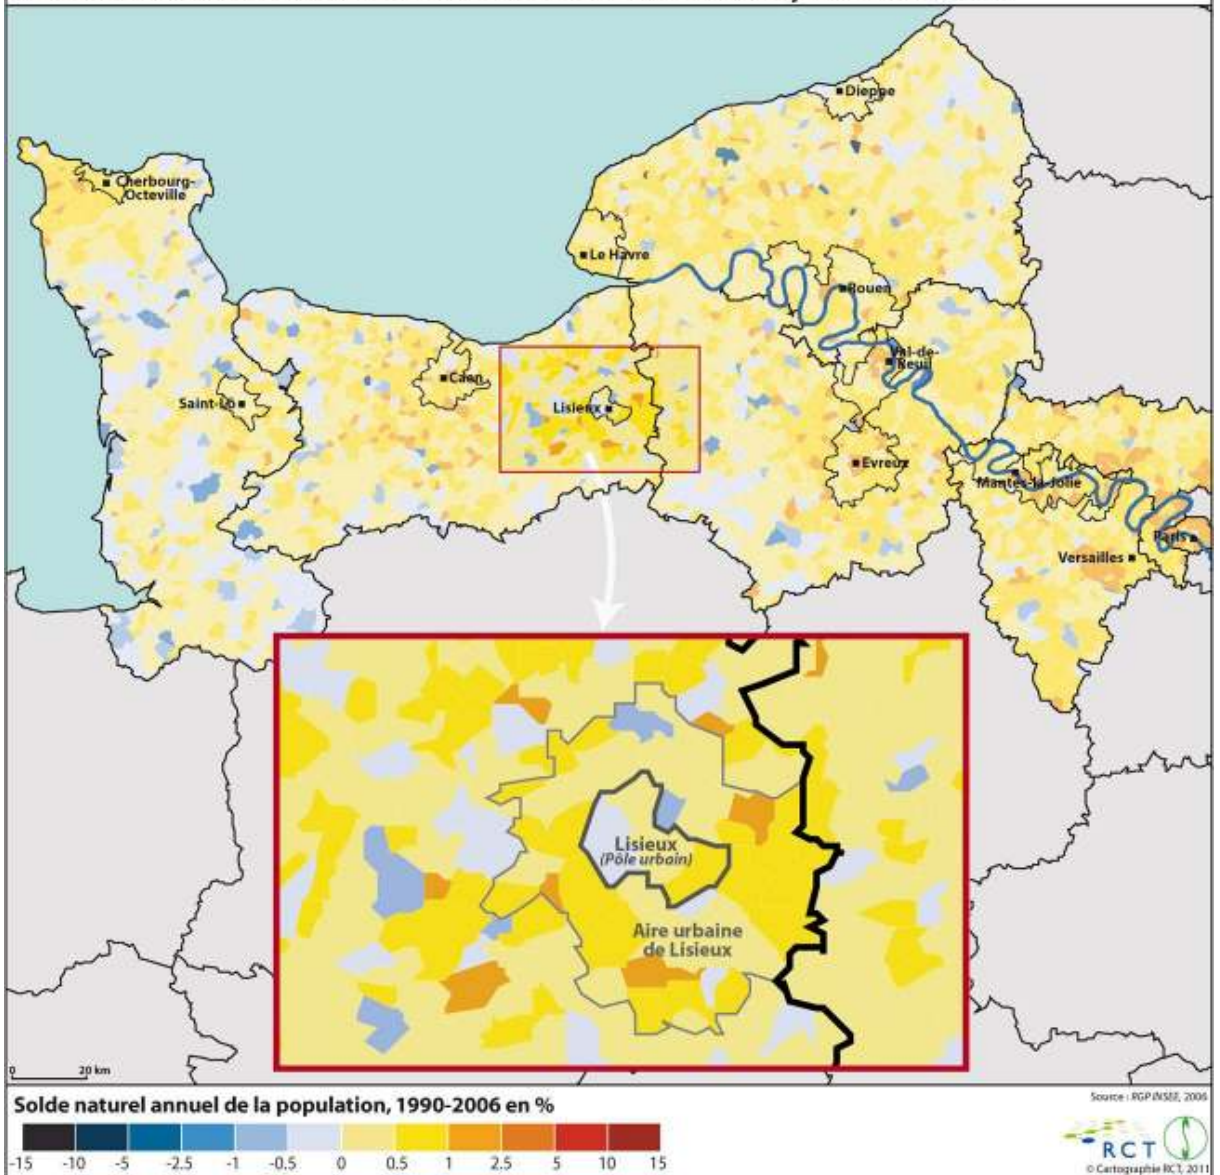 Dieppe
Cherbourg-
Octeville
Le Havre
Rouen
Val-de-
Reuil
Caen
Saint-Lô
Lisieux
Evreux
Mantes-la-Jolie
Paris
Versailles
Lisieux
(Pôle urbain)
Aire urbaine
de Lisieux
0 20 km
Solde naturel annuel de la population, 1990-2006 en %
Source : RGP INSEE, 2006
-15 -10 -5 -2.5 -1 -0.5 0 0.5 1 2.5 5 10 15
RCT
© Cartographie RCT, 2011